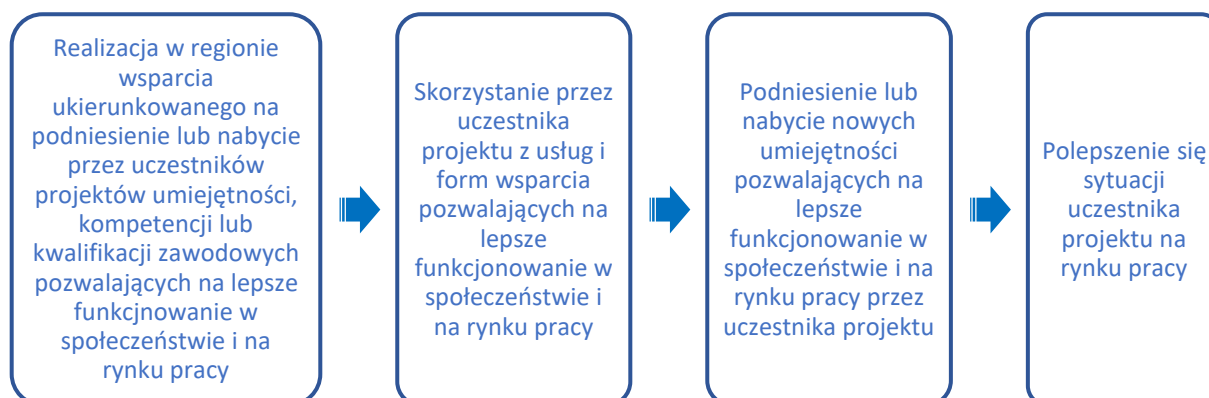 Realizacja w regionie
wsparcia
ukierunkowanego na
podniesienie lub nabycie
przez uczestników
projektów umiejętności,
kompetencji lub
kwalifikacji zawodowych
pozwalających na lepsze
funkcjnowanie w
społeczeństwie i na
rynku pracy
Skorzystanie przez
uczestnika
projektu z usług i
form wsparcia
pozwalających na
lepsze
funkcjonowanie w
społeczeństwie i
na rynku pracy
Podniesienie lub
nabycie nowych
umiejętności
pozwalających na
lepsze
funkcjonowanie w
społeczeństwie i na
rynku pracy przez
uczestnika projektu
Polepszenie się
sytuacji
uczestnika
projektu na
rynku pracy